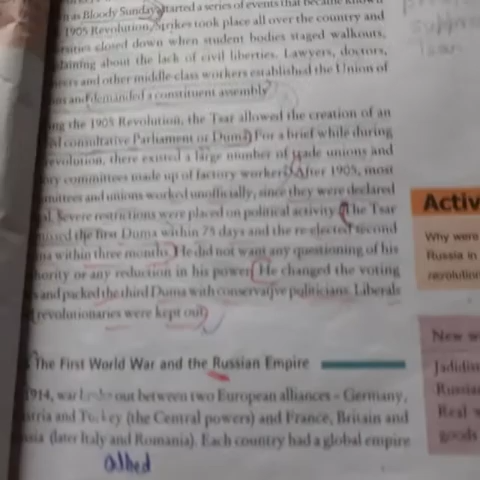 as Bloody Sunday, started a series of events that became known
1905 Revolution. Strikes took place all over the country and
closed down when student bodies staged walkouts,
about the lack of civil liberties. Lawyers, doctors,
and other middle-class workers established the Union of
and demanded a constituent assembly.
the 1905 Revolution, the Tsar allowed the creation of an
consultative Parliament or Duma. For a brief while during
revolution, there existed a large number of trade unions and
committees made up of factory workers. After 1905, most
and unions worked unofficially, since they were declared
Severe restrictions were placed on political activity. The Tsar
the first Duma within 75 days and the re-elected second
within three months. He did not want any questioning of his
or any reduction in his power. He changed the voting
and packed the third Duma with conservative politicians. Liberals
revolutionaries were kept out.
The First World War and the Russian Empire
1914, war broke out between two European alliances – Germany,
and Turkey (the Central powers) and France, Britain and
(later Italy and Romania). Each country had a global empire
allied
Activ
Why were
Russia in
revolution
New w
Jadidis
Russia
Real w
goods